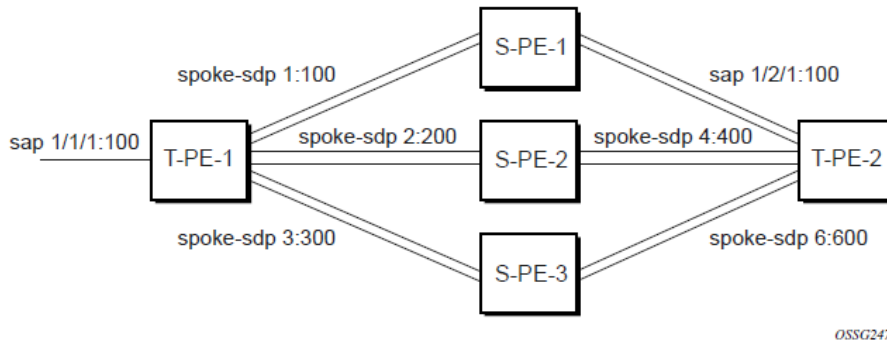 S-PE-1
spoke-sdp 1:100
sap 1/2/1:100
sap 1/1/1:100
T-PE-1
spoke-sdp 2:200
S-PE-2
spoke-sdp 4:400
T-PE-2
spoke-sdp 3:300
S-PE-3
spoke-sdp 6:600
OSSG247